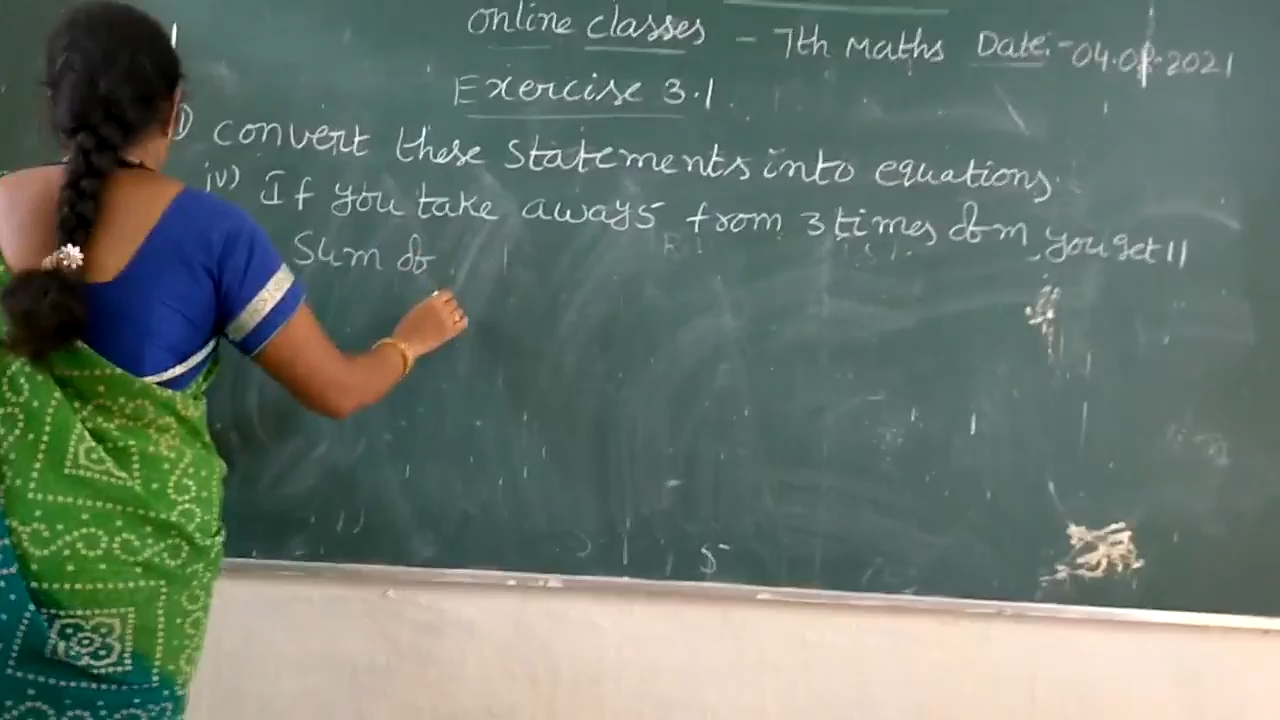 Online classes - 7th Maths Date:- 04.08.2021
Exercise 3.1
1) Convert these statements into equations.
iv) If you take aways 5 from 3 times of m you get 11
Sum of